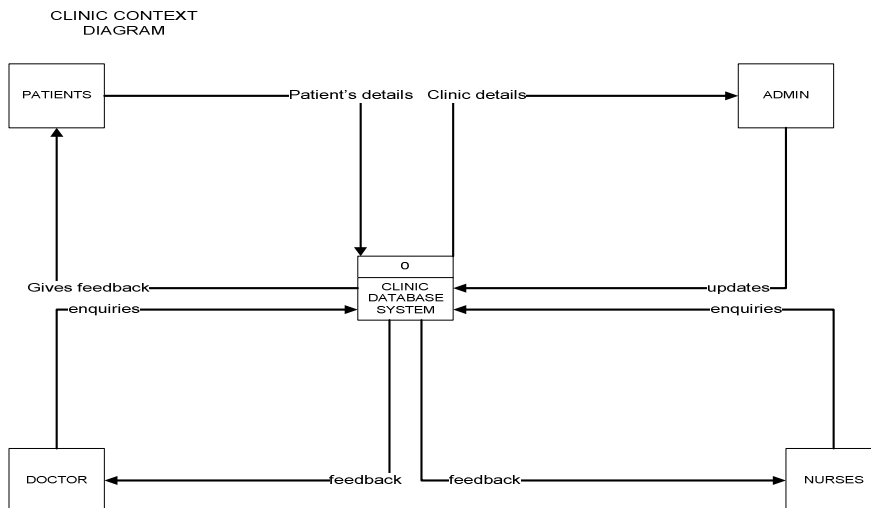 CLINIC CONTEXT
DIAGRAM
PATIENTS
Patient's details
Clinic details
ADMIN
0
CLINIC
DATABASE
SYSTEM
Gives feedback
updates
enquiries
enquiries
DOCTOR
feedback
feedback
NURSES